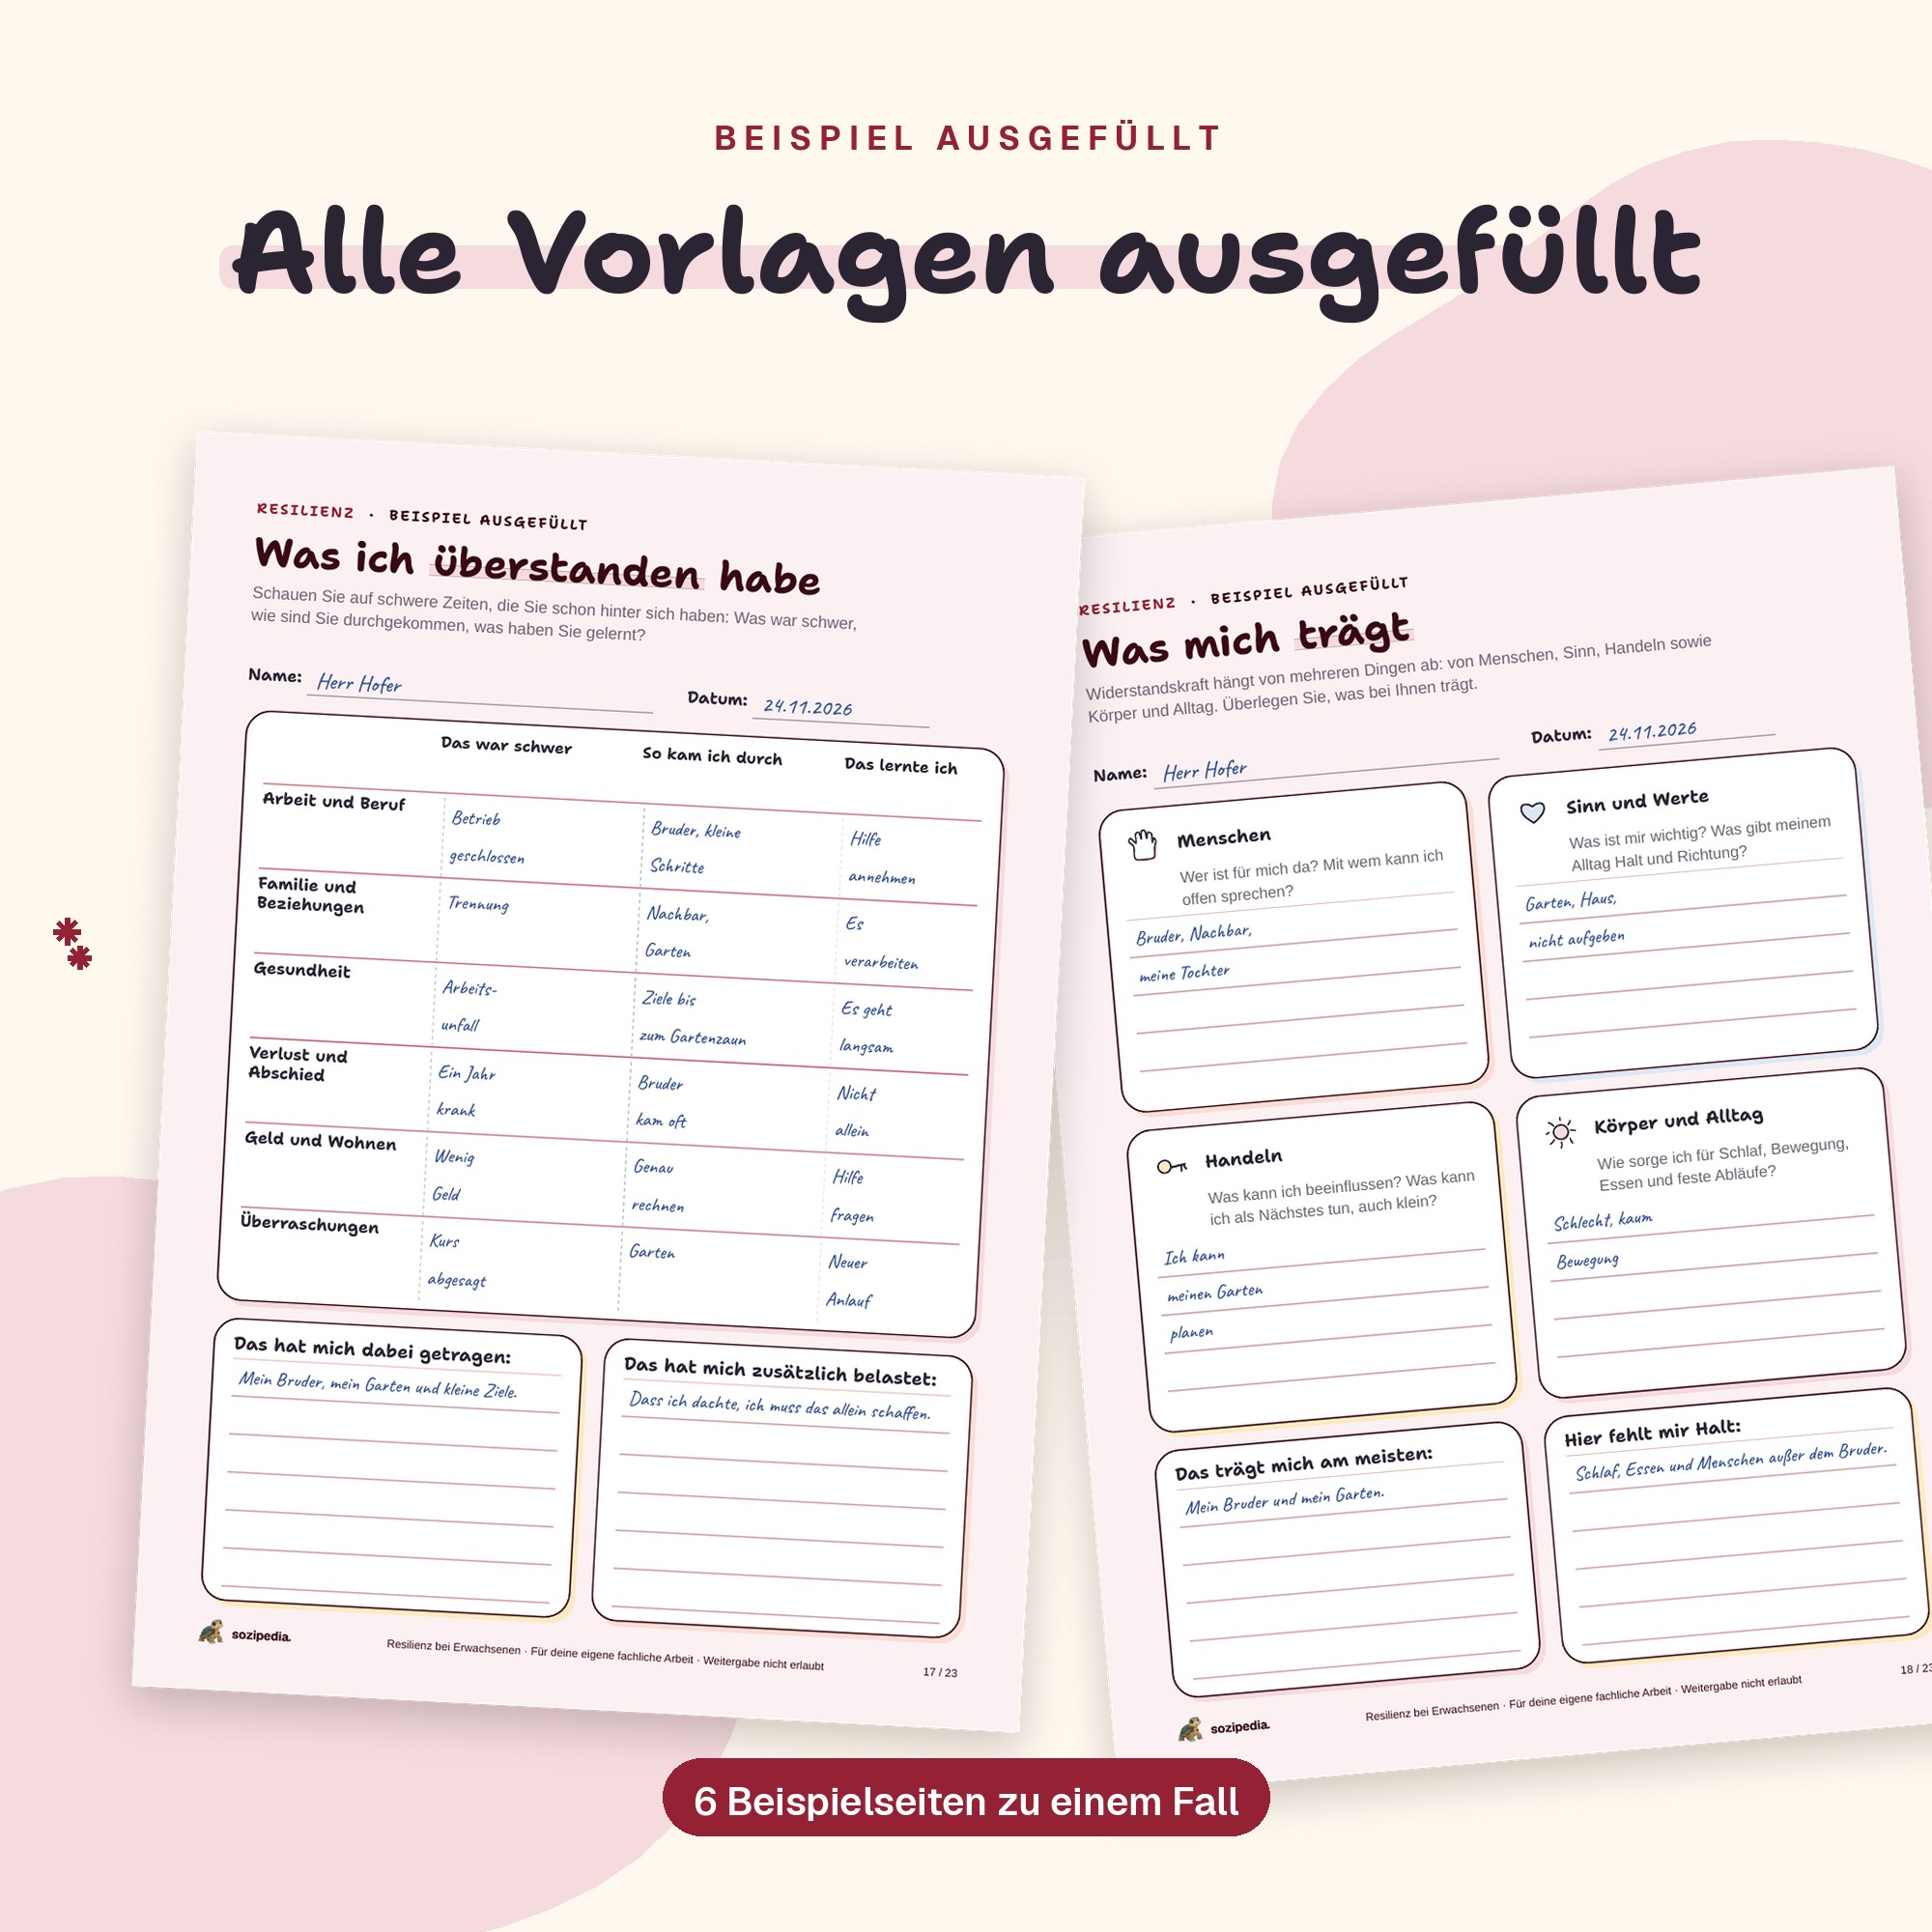 BEISPIEL AUSGEFÜLLT
Alle Vorlagen ausgefüllt
RESILIENZ · BEISPIEL AUSGEFÜLLT
Was ich überstanden habe
Schauen Sie auf schwere Zeiten, die Sie schon hinter sich haben: Was war schwer,
wie sind Sie durchgekommen, was haben Sie gelernt?
Name: Herr Hofer Datum: 24.11.2026
Das war schwer So kam ich durch Das lernte ich
Arbeit und Beruf
Betrieb
geschlossen
Bruder, kleine
Schritte
Hilfe
annehmen
Familie und
Beziehungen
Trennung
Nachbar,
Garten
Es
verarbeiten
Gesundheit
Arbeits-
unfall
Ziele bis
zum Gartenzaun
Es geht
langsam
Verlust und
Abschied
Ein Jahr
krank
Bruder
kam oft
Nicht
allein
Geld und Wohnen
Wenig
Geld
Genau
rechnen
Hilfe
fragen
Überraschungen
Kurs
abgesagt
Garten
Neuer
Anlauf
Das hat mich dabei getragen:
Mein Bruder, mein Garten und kleine Ziele.
Das hat mich zusätzlich belastet:
Dass ich dachte, ich muss das allein schaffen.
sozipedia.
Resilienz bei Erwachsenen · Für deine eigene fachliche Arbeit · Weitergabe nicht erlaubt
17 / 23
RESILIENZ · BEISPIEL AUSGEFÜLLT
Was mich trägt
Widerstandskraft hängt von mehreren Dingen ab: von Menschen, Sinn, Handeln sowie
Körper und Alltag. Überlegen Sie, was bei Ihnen trägt.
Name: Herr Hofer Datum: 24.11.2026
Menschen
Wer ist für mich da? Mit wem kann ich
offen sprechen?
Bruder, Nachbar,
meine Tochter
Sinn und Werte
Was ist mir wichtig? Was gibt meinem
Alltag Halt und Richtung?
Garten, Haus,
nicht aufgeben
Handeln
Was kann ich beeinflussen? Was kann
ich als Nächstes tun, auch klein?
Ich kann
meinen Garten
planen
Körper und Alltag
Wie sorge ich für Schlaf, Bewegung,
Essen und feste Abläufe?
Schlecht, kaum
Bewegung
Das trägt mich am meisten:
Mein Bruder und mein Garten.
Hier fehlt mir Halt:
Schlaf, Essen und Menschen außer dem Bruder.
sozipedia.
Resilienz bei Erwachsenen · Für deine eigene fachliche Arbeit · Weitergabe nicht erlaubt
18 / 23
6 Beispielseiten zu einem Fall